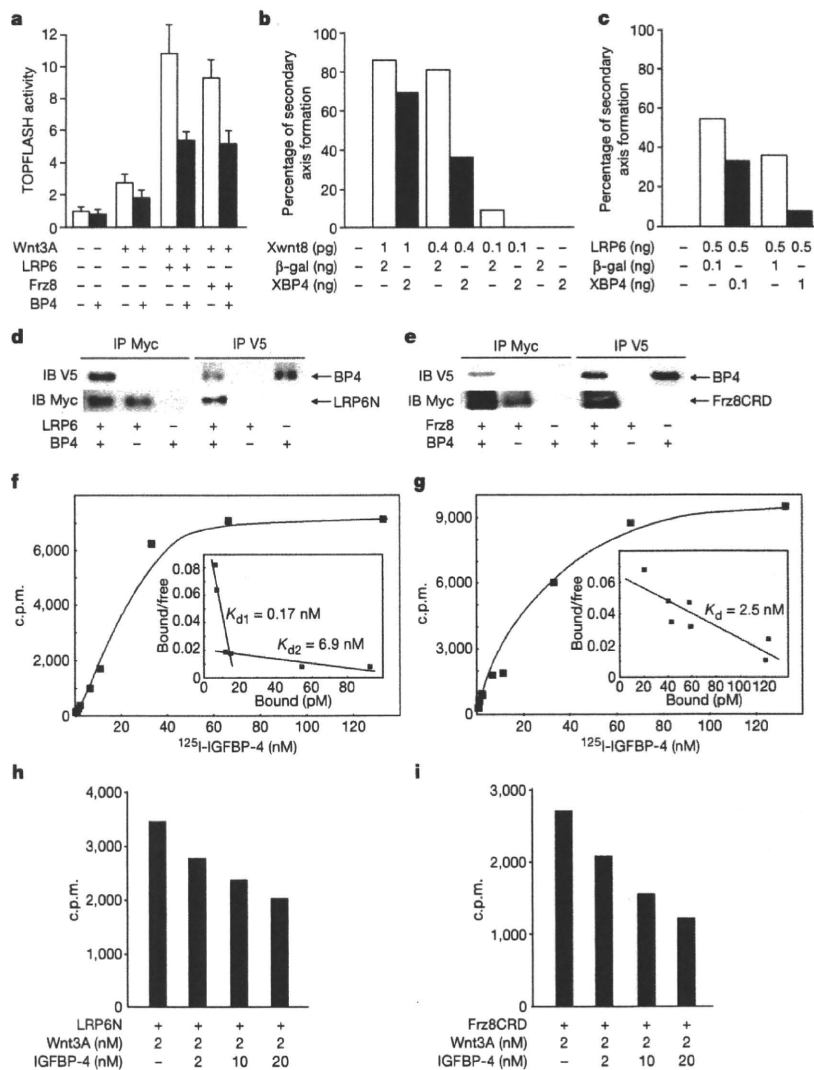 a
TOPFLASH activity
12
10
8
6
4
2
0
Wnt3A – – + + + + + +
LRP6 – – – – + + – –
Frz8 – – – – – – + +
BP4 – + – + – + – +
b
Percentage of secondary
axis formation
100
80
60
40
20
0
Xwnt8 (pg) – 1 1 0.4 0.4 0.1 0.1 – –
β-gal (ng) – 2 – 2 – 2 – 2 –
XBP4 (ng) – – 2 – 2 – 2 – 2
c
Percentage of secondary
axis formation
100
80
60
40
20
0
LRP6 (ng) – 0.5 0.5 0.5 0.5
β-gal (ng) – 0.1 – 1 –
XBP4 (ng) – – 0.1 – 1
d
IP Myc IP V5
IB V5 BP4
IB Myc LRP6N
LRP6 + + – + + –
BP4 + – + + – +
e
IP Myc IP V5
IB V5 BP4
IB Myc Frz8CRD
Frz8 + + – + + –
BP4 + – + + – +
f
c.p.m.
6,000
4,000
2,000
0
20 40 60 80 100 120
¹²⁵I-IGFBP-4 (nM)
Bound/free
0.08
0.06
0.04
0.02
0
Kd1 = 0.17 nM
Kd2 = 6.9 nM
0 20 40 60 80
Bound (pM)
g
c.p.m.
9,000
6,000
3,000
0
0 20 40 60 80 100 120
¹²⁵I-IGFBP-4 (nM)
Bound/free
0.06
0.04
0.02
0
Kd = 2.5 nM
0 20 40 60 80 100 120
Bound (pM)
h
c.p.m.
4,000
3,000
2,000
1,000
0
LRP6N + + + +
Wnt3A (nM) 2 2 2 2
IGFBP-4 (nM) – 2 10 20
i
c.p.m.
3,000
2,000
1,000
0
Frz8CRD + + + +
Wnt3A (nM) 2 2 2 2
IGFBP-4 (nM) – 2 10 20